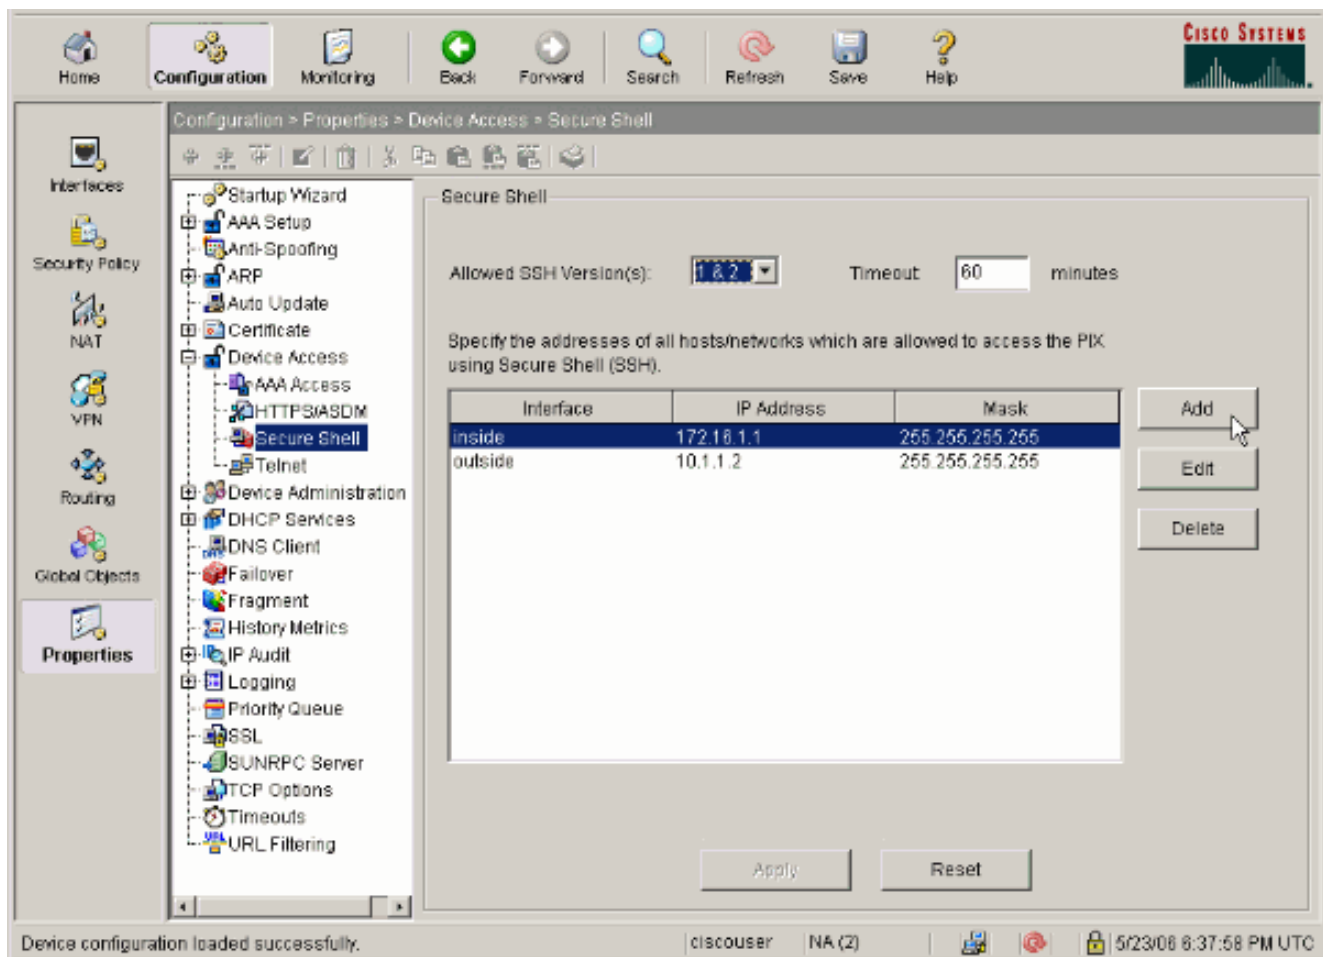 CISCO SYSTEMS
Home Configuration Monitoring Back Forward Search Refresh Save Help
Configuration > Properties > Device Access > Secure Shell
Interfaces
Security Policy
NAT
VPN
Routing
Global Objects
Properties
Startup Wizard
AAA Setup
Anti-Spoofing
ARP
Auto Update
Certificate
Device Access
AAA Access
HTTPS/ASDM
Secure Shell
Telnet
Device Administration
DHCP Services
DNS Client
Failover
Fragment
History Metrics
IP Audit
Logging
Priority Queue
SSL
SUNRPC Server
TCP Options
Timeouts
URL Filtering
Secure Shell
Allowed SSH Version(s): 1 & 2 Timeout: 60 minutes
Specify the addresses of all hosts/networks which are allowed to access the PIX
using Secure Shell (SSH).
Interface IP Address Mask
inside 172.16.1.1 255.255.255.255
outside 10.1.1.2 255.255.255.255
Add
Edit
Delete
Apply Reset
Device configuration loaded successfully. ciscouser NA (2) 5/23/06 6:37:58 PM UTC